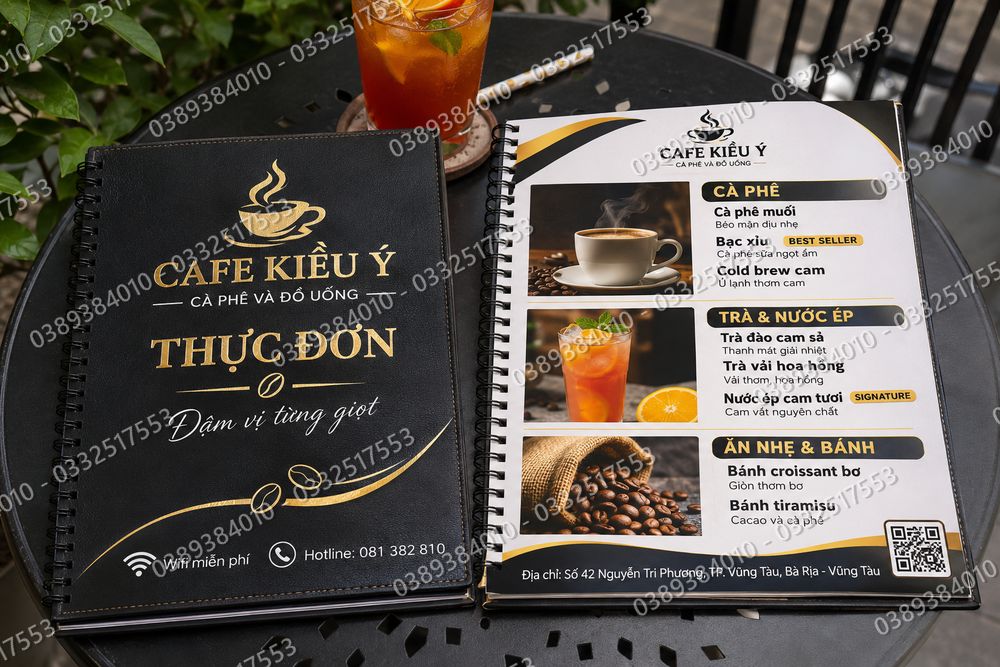 CAFE KIỀU Ý
CÀ PHÊ VÀ ĐỒ UỐNG
THỰC ĐƠN
Đậm vị từng giọt
Wifi miễn phí
Hotline: 081 382 810
CAFE KIỀU Ý
CÀ PHÊ VÀ ĐỒ UỐNG
CÀ PHÊ
Cà phê muối
Béo mặn dịu nhẹ
Bạc xỉu BEST SELLER
Cà phê sữa ngọt ấm
Cold brew cam
Ủ lạnh thơm cam
TRÀ & NƯỚC ÉP
Trà đào cam sả
Thanh mát giải nhiệt
Trà vải hoa hồng
Vải thơm, hoa hồng
Nước ép cam tươi SIGNATURE
Cam vắt nguyên chất
ĂN NHẸ & BÁNH
Bánh croissant bơ
Giòn thơm bơ
Bánh tiramisu
Cacao và cà phê
Địa chỉ: Số 42 Nguyễn Tri Phương, TP. Vũng Tàu, Bà Rịa - Vũng Tàu
0389384010 - 0332517553